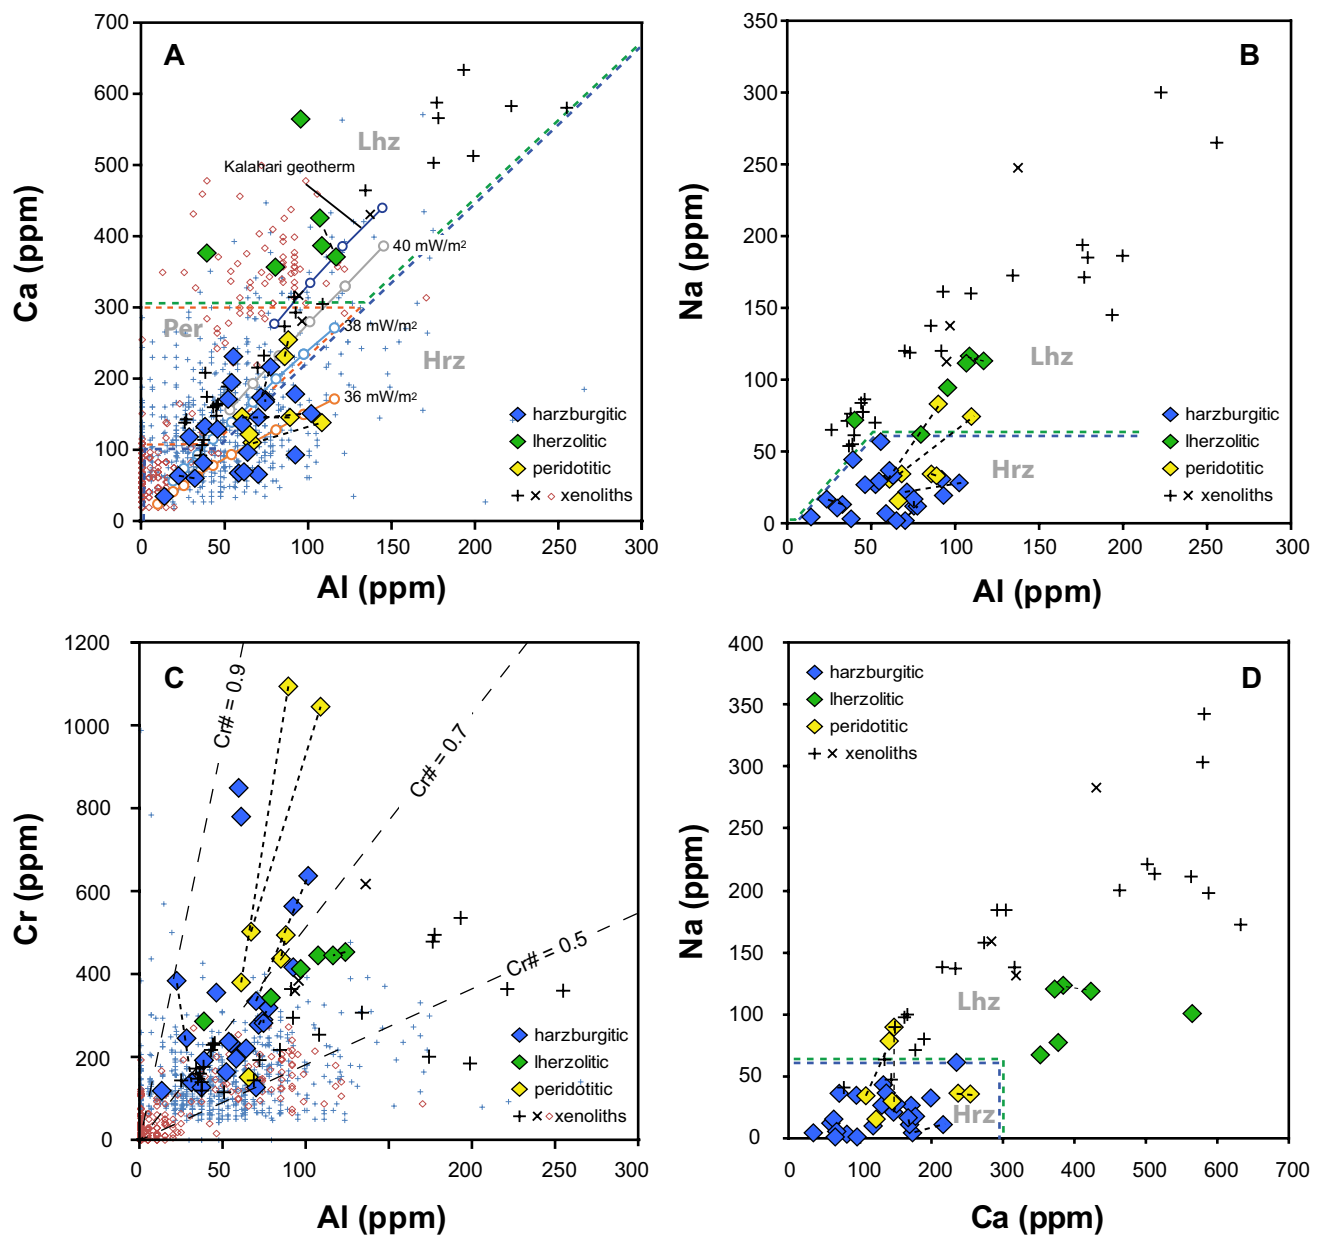 A
700
600
500
400
300
200
100
0
Ca (ppm)
Lhz
Kalahari geotherm
40 mW/m²
Per
38 mW/m²
Hrz
36 mW/m²
harzburgitic
lherzolitic
peridotitic
xenoliths
0 50 100 150 200 250 300
Al (ppm)
B
350
300
250
200
150
100
50
0
Na (ppm)
Lhz
Hrz
harzburgitic
lherzolitic
peridotitic
xenoliths
0 50 100 150 200 250 300
Al (ppm)
C
1200
1000
800
600
400
200
0
Cr (ppm)
Cr# = 0.9
Cr# = 0.7
Cr# = 0.5
harzburgitic
lherzolitic
peridotitic
xenoliths
0 50 100 200 250 300
Al (ppm)
D
400
350
300
250
200
150
100
50
0
Na (ppm)
harzburgitic
lherzolitic
peridotitic
xenoliths
Lhz
Hrz
0 100 200 300 400 500 600 700
Ca (ppm)